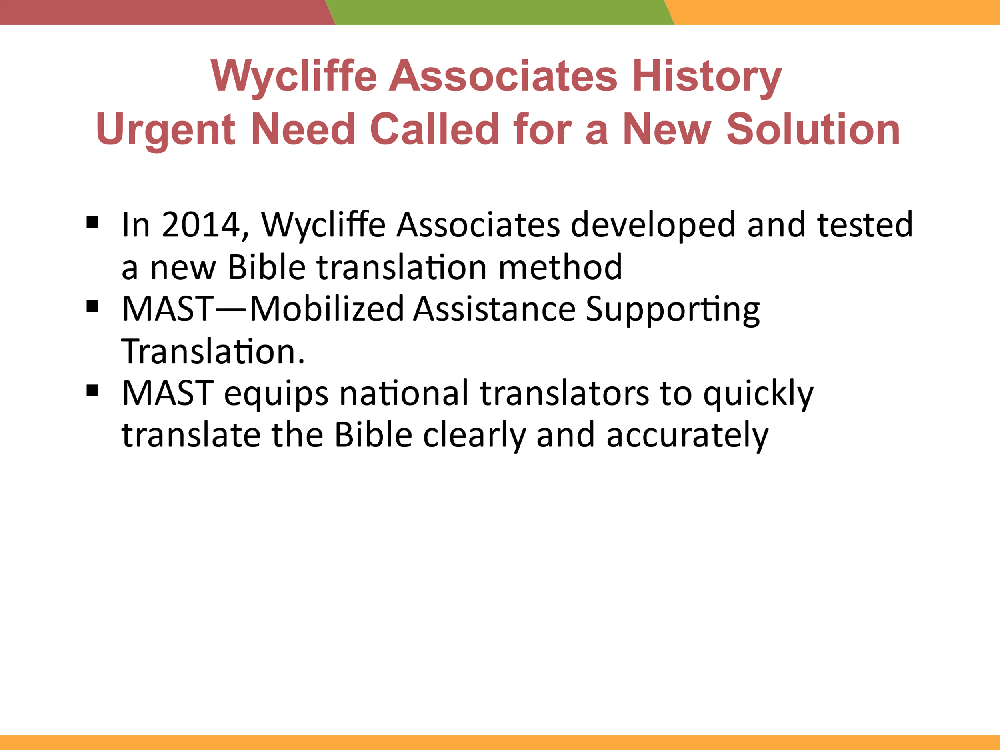 Wycliffe Associates History
Urgent Need Called for a New Solution
▪ In 2014, Wycliffe Associates developed and tested
a new Bible translation method
▪ MAST—Mobilized Assistance Supporting
Translation.
▪ MAST equips national translators to quickly
translate the Bible clearly and accurately